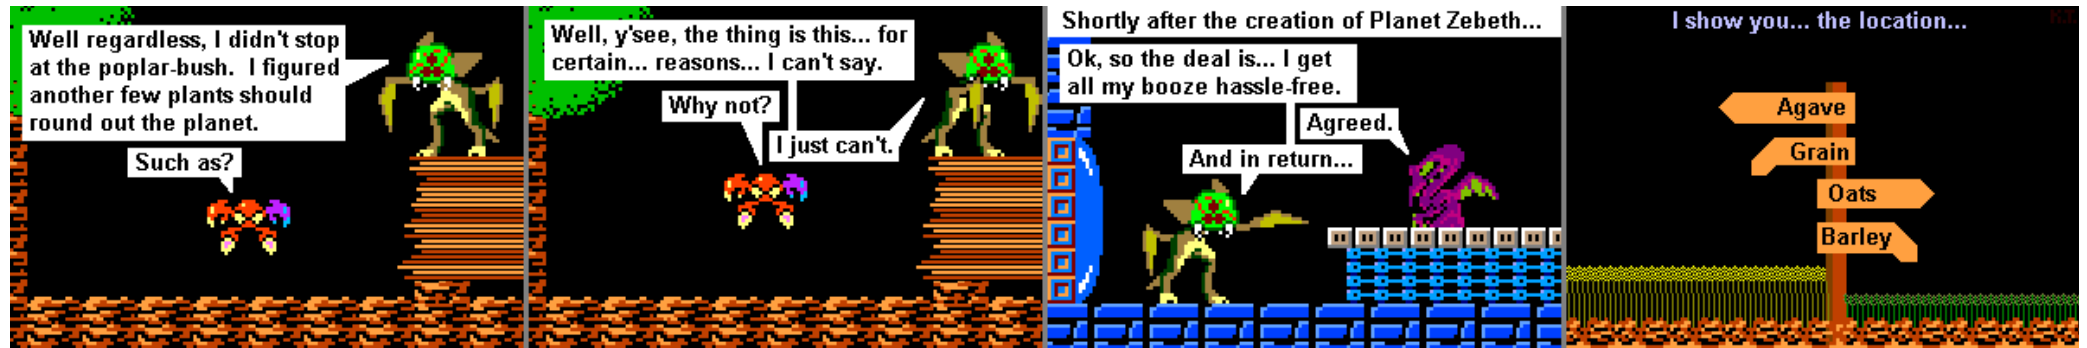 Well regardless, I didn't stop
at the poplar-bush.  I figured
another few plants should
round out the planet.
Such as?
Well, y'see, the thing is this... for
certain... reasons... I can't say.
Why not?
I just can't.
Shortly after the creation of Planet Zebeth...
Ok, so the deal is... I get
all my booze hassle-free.
Agreed.
And in return...
I show you... the location...
Agave
Grain
Oats
Barley